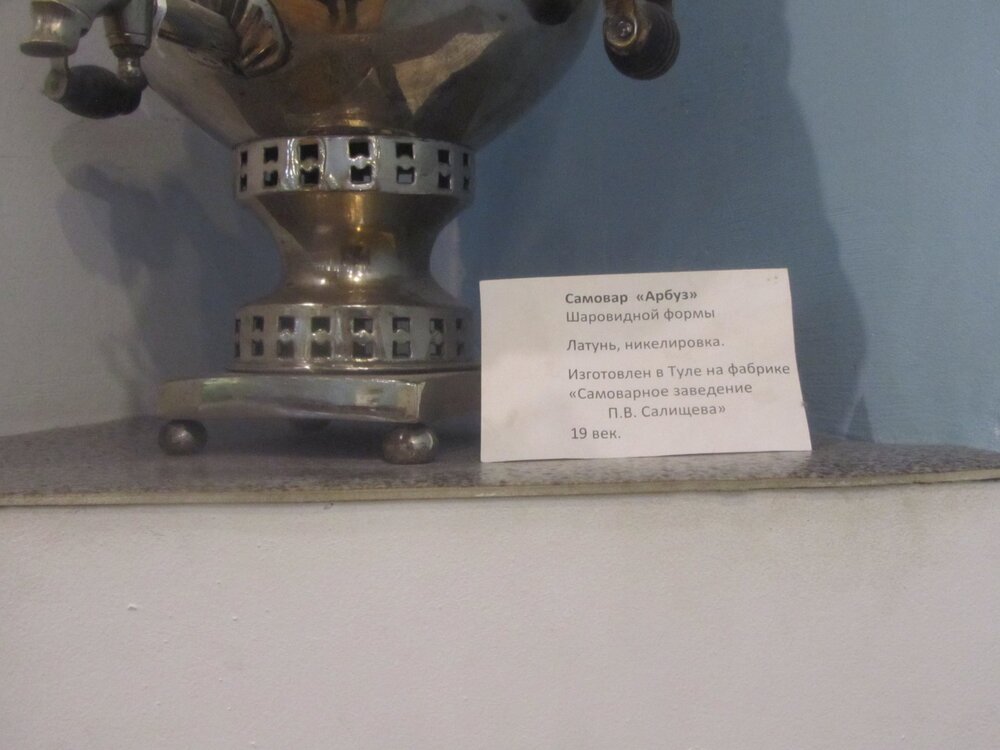 Самовар «Арбуз»
Шаровидной формы
Латунь, никелировка.
Изготовлен в Туле на фабрике
«Самоварное заведение
П.В. Салищева»
19 век.